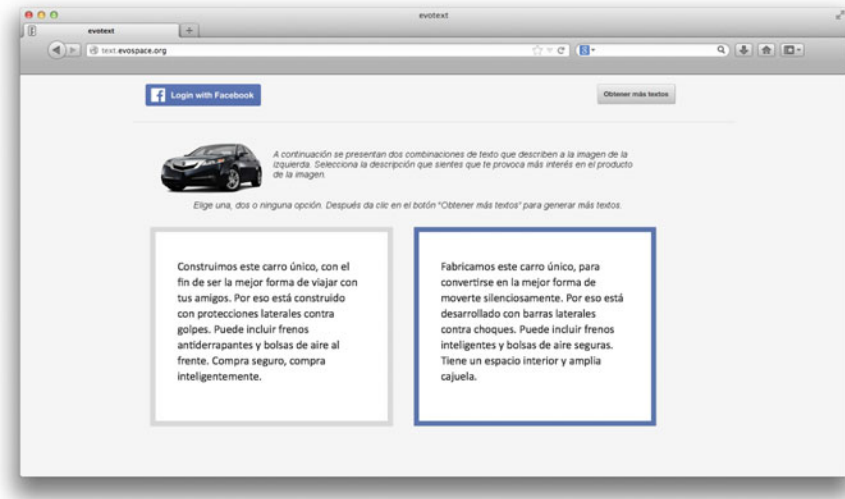 evotext
evotext
text.evospace.org
Login with Facebook
Obtener más textos
A continuación se presentan dos combinaciones de texto que describen a la imagen de la
izquierda. Selecciona la descripción que sientes que te provoca más interés en el producto
de la imagen.
Elige una, dos o ninguna opción. Después da clic en el botón "Obtener más textos" para generar más textos.
Construimos este carro único, con el
fin de ser la mejor forma de viajar con
tus amigos. Por eso está construido
con protecciones laterales contra
golpes. Puede incluir frenos
antiderrapantes y bolsas de aire al
frente. Compra seguro, compra
inteligentemente.
Fabricamos este carro único, para
convertirse en la mejor forma de
moverte silenciosamente. Por eso está
desarrollado con barras laterales
contra choques. Puede incluir frenos
inteligentes y bolsas de aire seguras.
Tiene un espacio interior y amplia
cajuela.